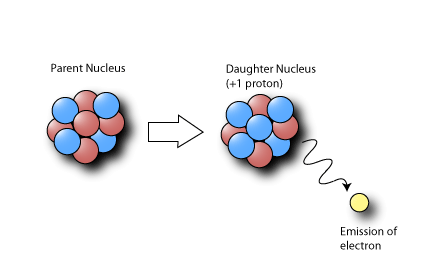 Parent Nucleus
Daughter Nucleus
(+1 proton)
Emission of
electron